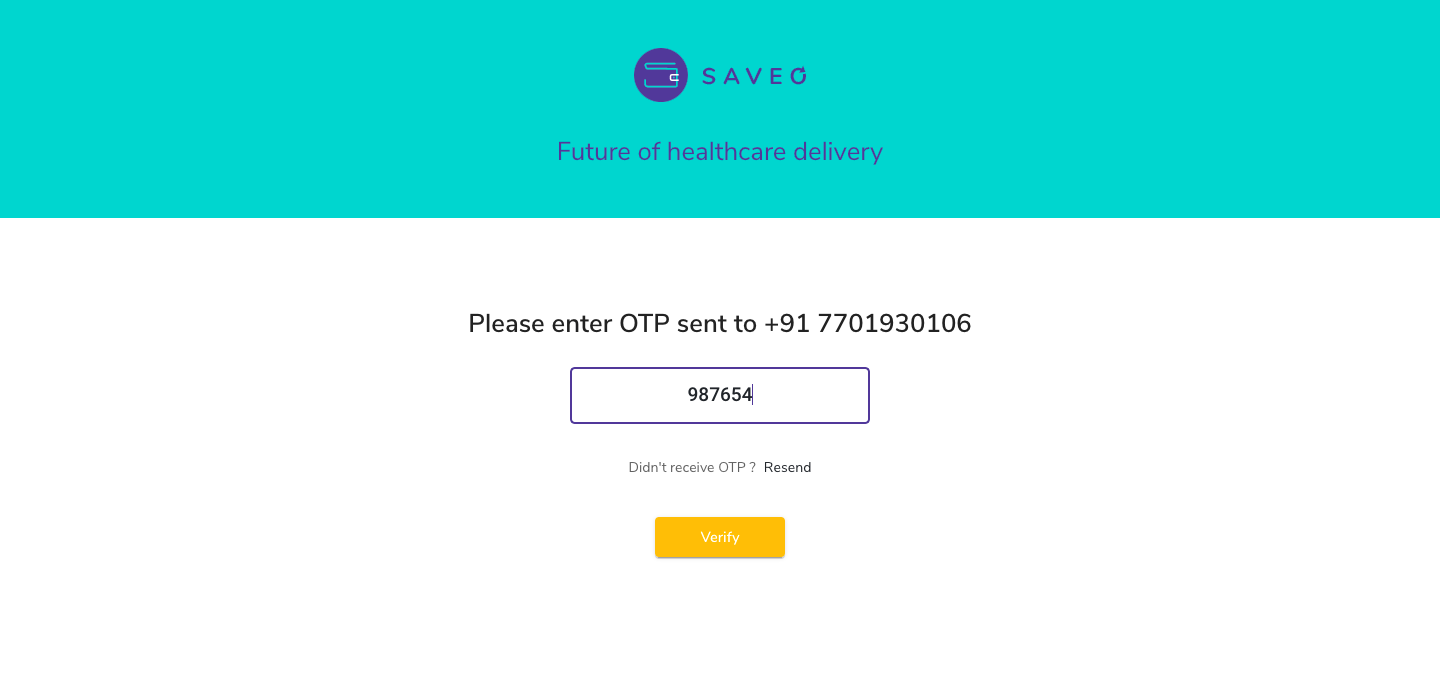 SAVEO
Future of healthcare delivery
Please enter OTP sent to +91 7701930106
987654
Didn't receive OTP ? Resend
Verify